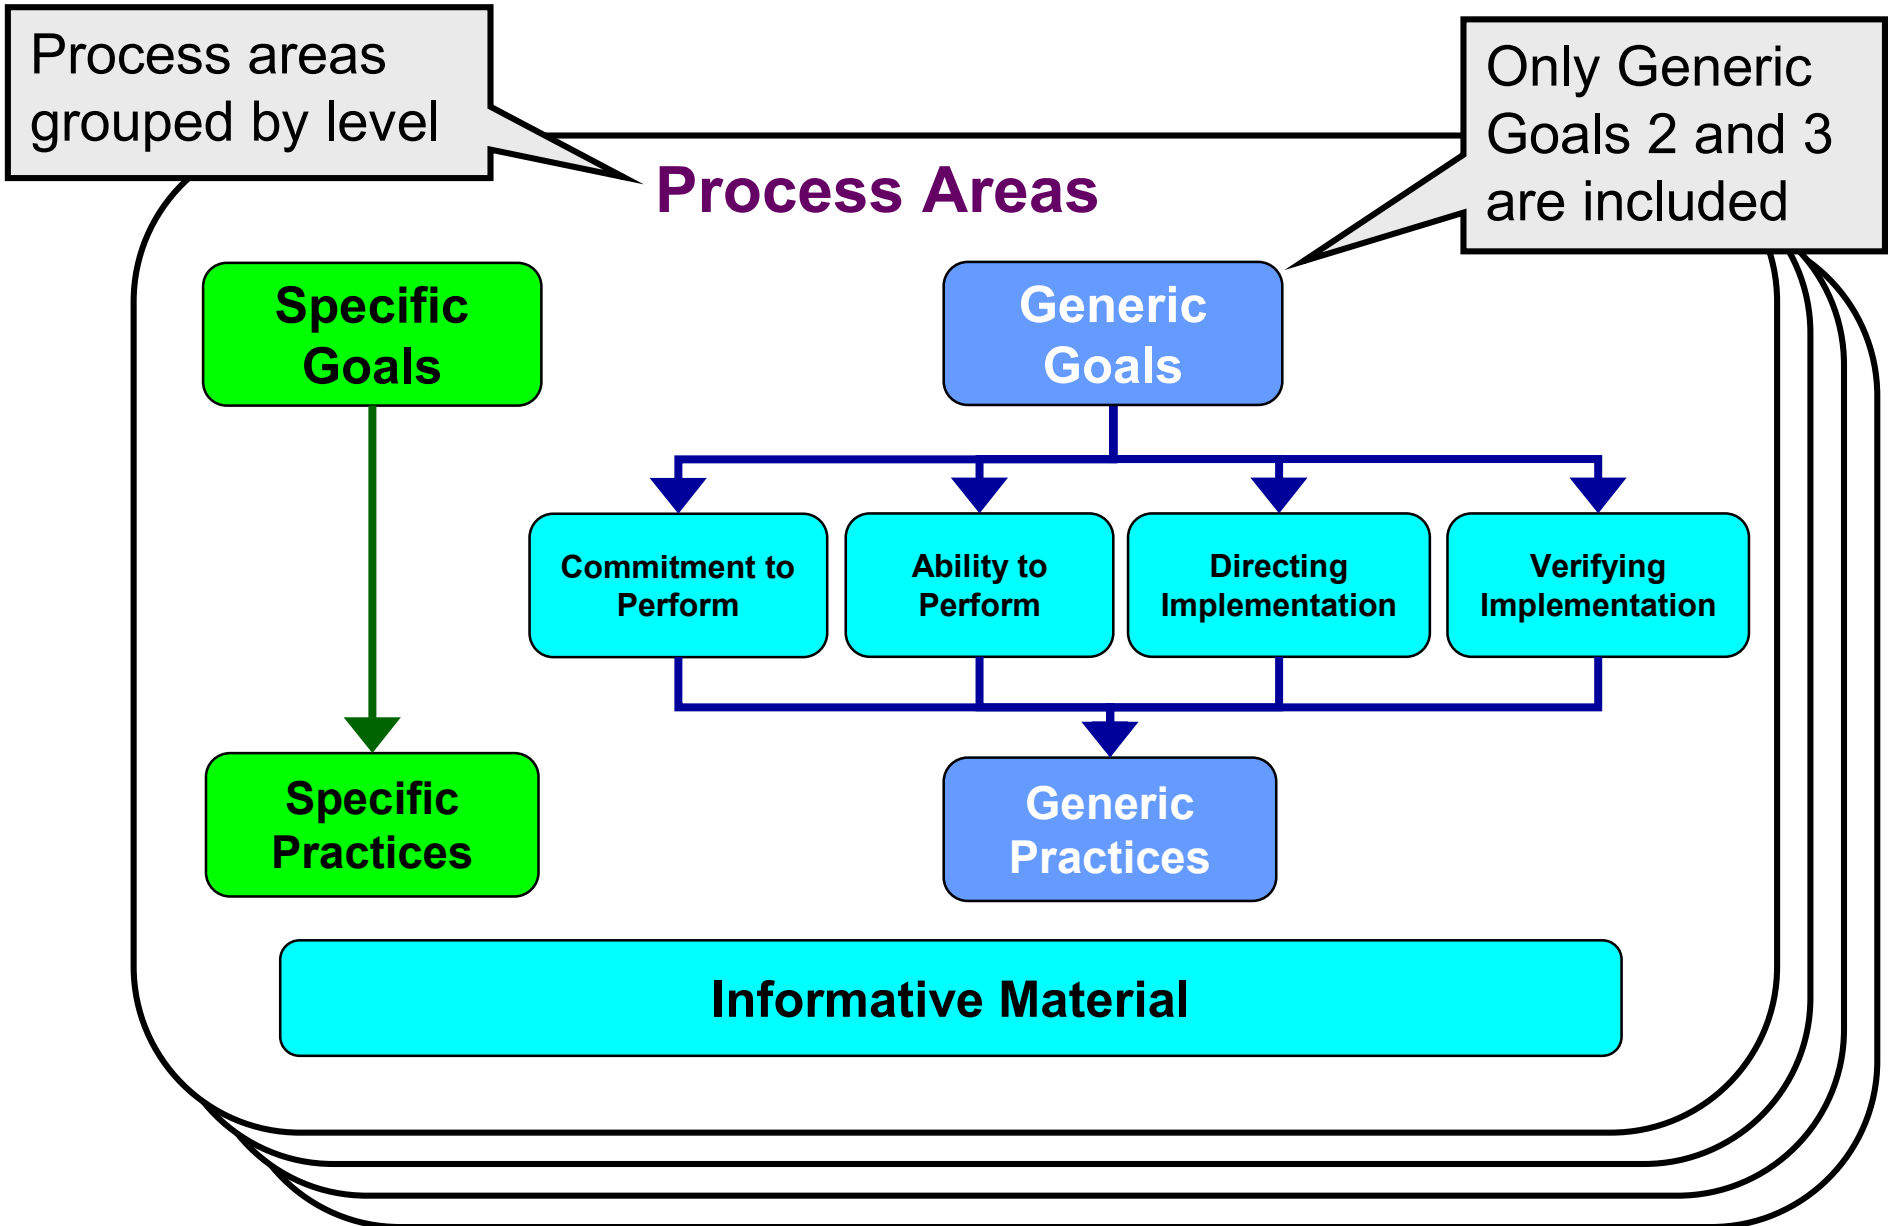 Process areas
grouped by level
Only Generic
Goals 2 and 3
are included
Process Areas
Specific
Goals
Generic
Goals
Commitment to
Perform
Ability to
Perform
Directing
Implementation
Verifying
Implementation
Specific
Practices
Generic
Practices
Informative Material